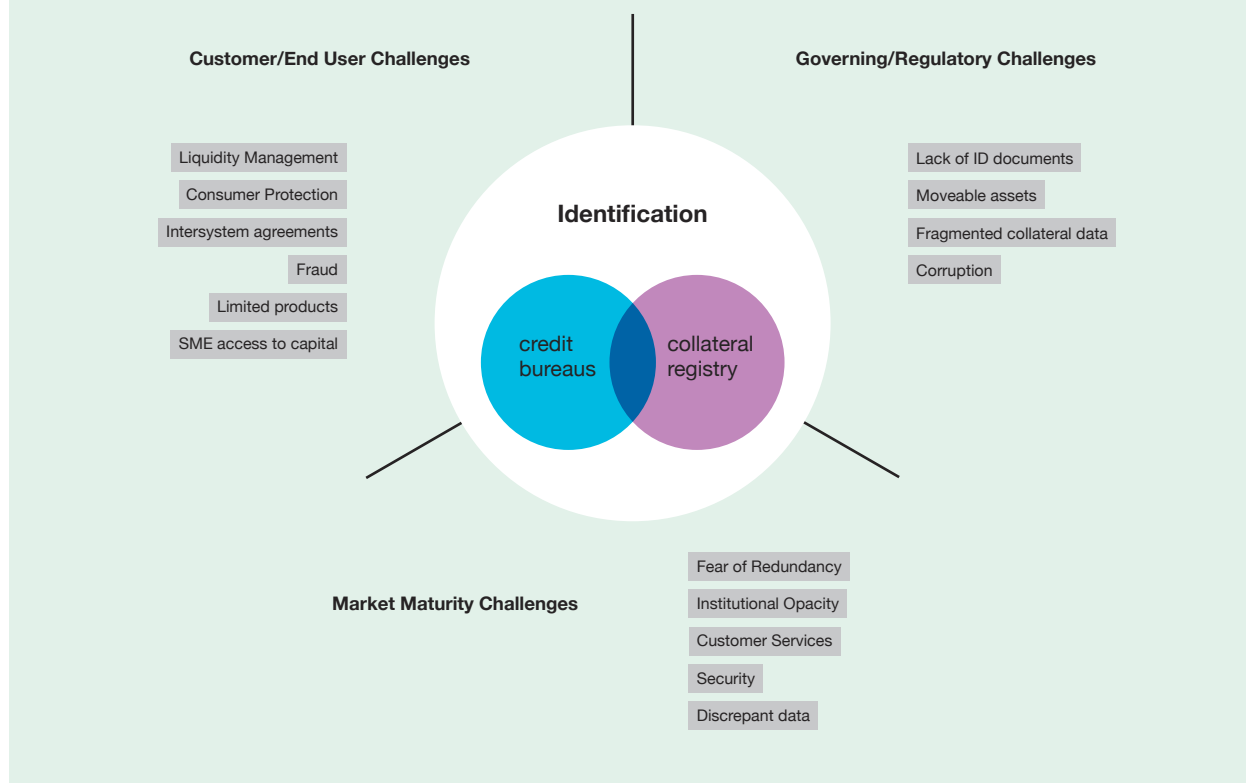 Customer/End User Challenges
Liquidity Management
Consumer Protection
Intersystem agreements
Fraud
Limited products
SME access to capital
Governing/Regulatory Challenges
Lack of ID documents
Moveable assets
Fragmented collateral data
Corruption
Identification
credit
bureaus
collateral
registry
Market Maturity Challenges
Fear of Redundancy
Institutional Opacity
Customer Services
Security
Discrepant data